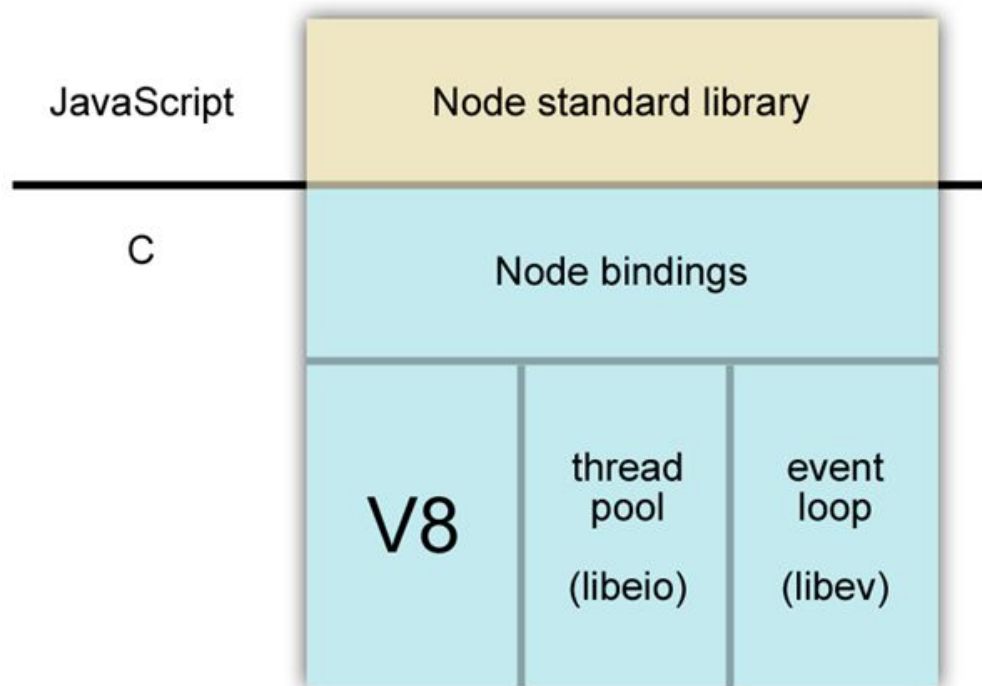 JavaScript
Node standard library
C
Node bindings
V8
thread
pool
(libeio)
event
loop
(libev)